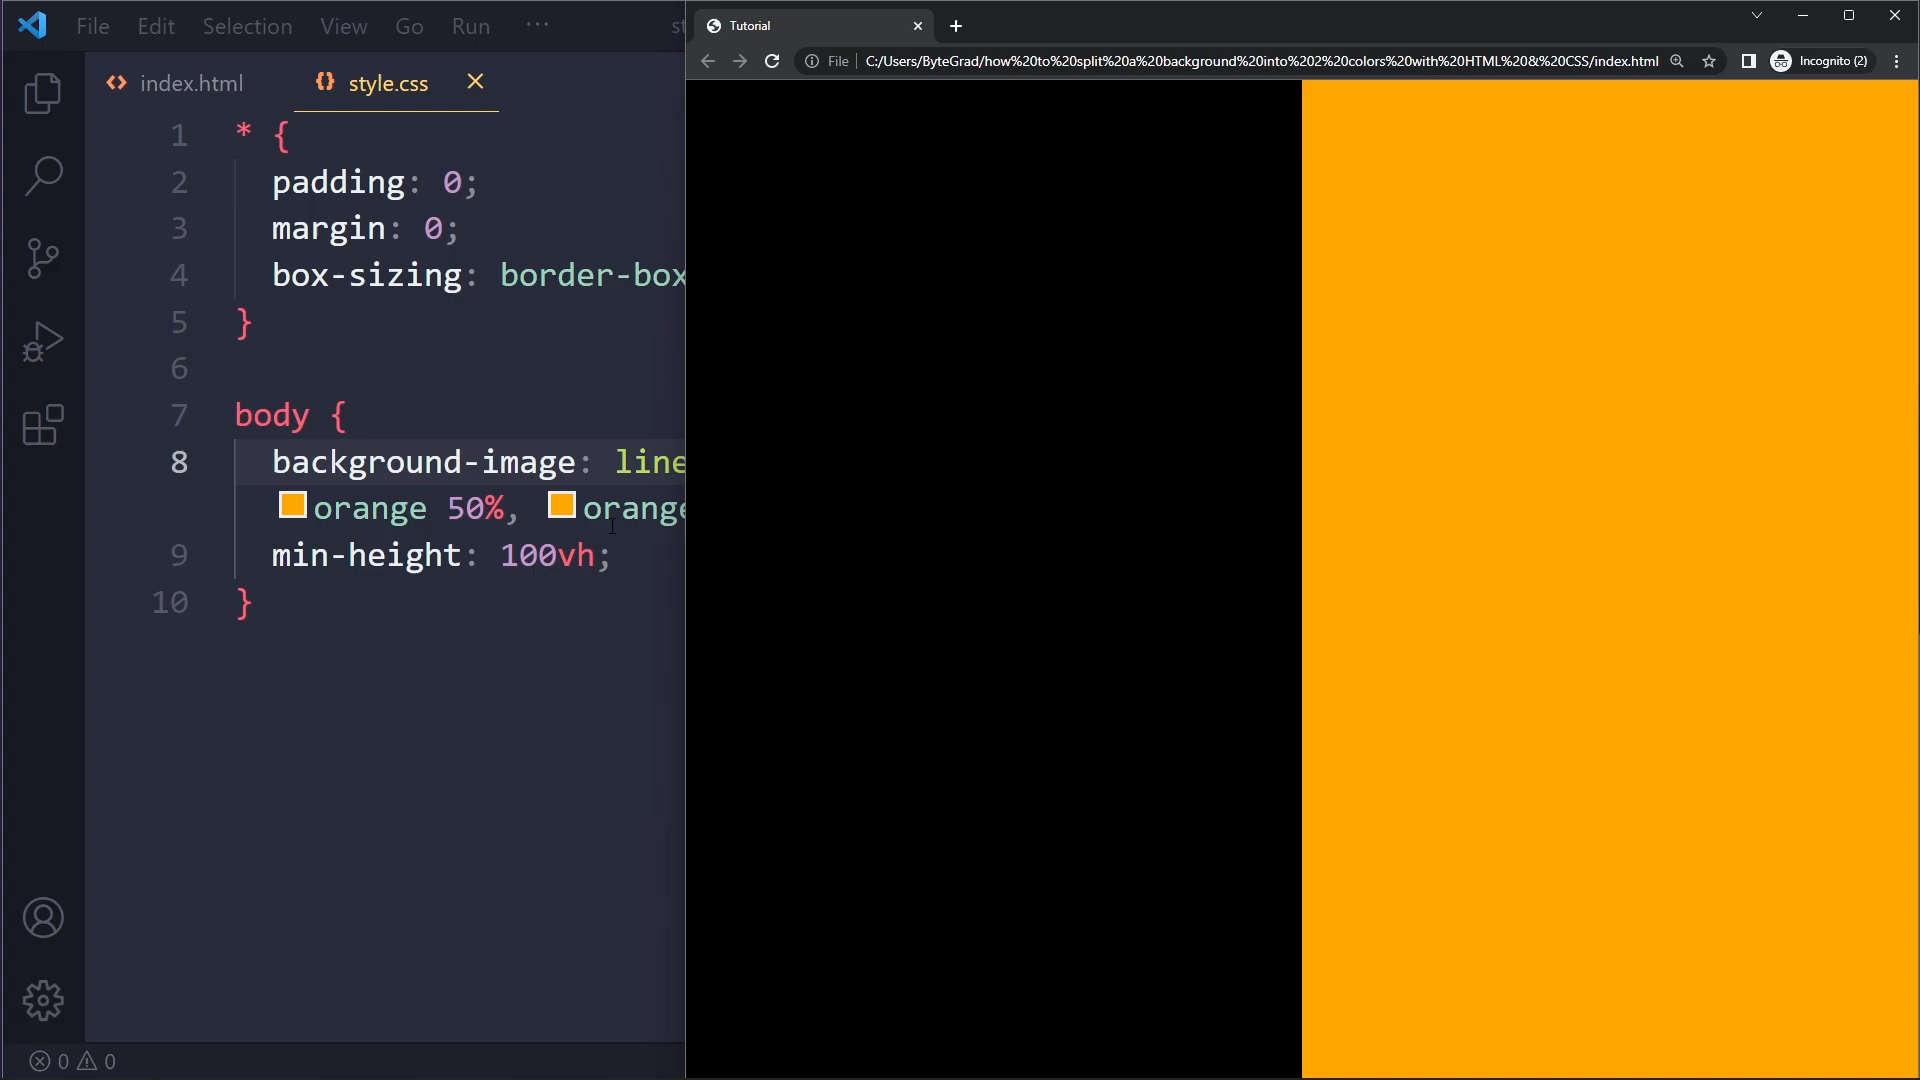 File Edit Selection View Go Run ... st
Tutorial
File C:/Users/ByteGrad/how%20to%20split%20a%20background%20into%202%20colors%20with%20HTML%20&%20CSS/index.html Incognito (2)
index.html {} style.css
1 * {
2 padding: 0;
3 margin: 0;
4 box-sizing: border-box
5 }
6
7 body {
8 background-image: line
orange 50%, orange
9 min-height: 100vh;
10 }
0 0